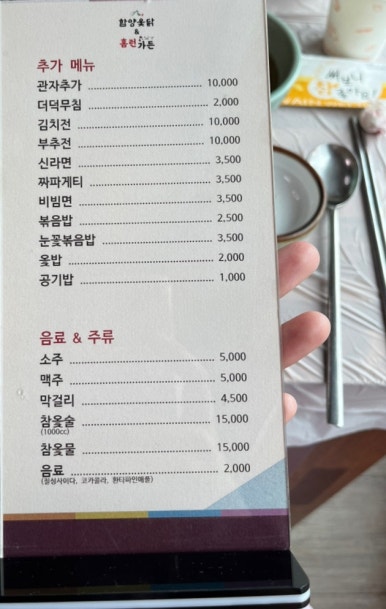 함양옻닭
&
홈런가든
추가 메뉴
관자추가 10,000
더덕무침 2,000
김치전 10,000
부추전 10,000
신라면 3,500
짜파게티 3,500
비빔면 3,500
볶음밥 2,500
눈꽃볶음밥 3,500
옻밥 2,000
공기밥 1,000
음료 & 주류
소주 5,000
맥주 5,000
막걸리 4,500
참옻술 15,000
(1000cc)
참옻물 15,000
음료 2,000
(칠성사이다, 코카콜라, 환타파인애플)